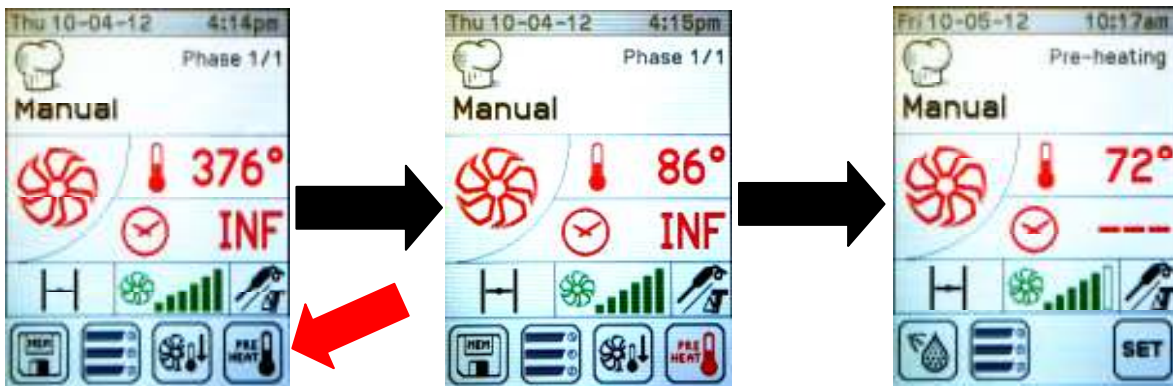 Thu 10-04-12 4:14pm
Phase 1/1
Manual
376°
INF
MEM
PRE
HEAT
Thu 10-04-12 4:15pm
Phase 1/1
Manual
86°
INF
MEM
PRE
HEAT
Fri 10-05-12 10:17am
Pre-heating
Manual
72°
---
SET